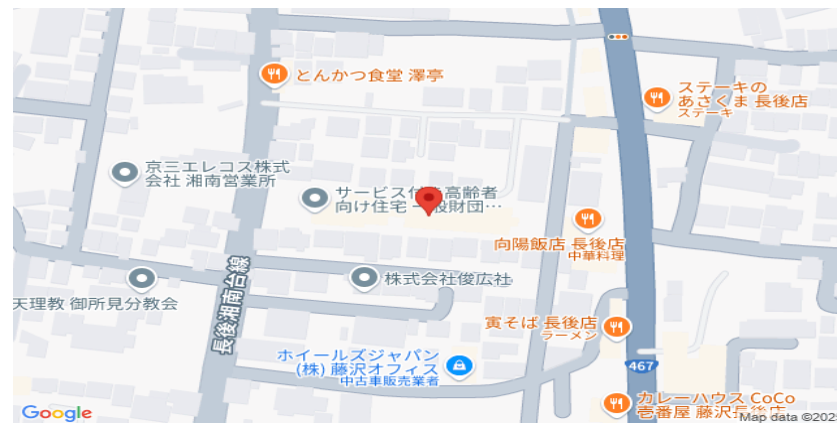 とんかつ食堂 澤亭
ステーキの
あさくま 長後店
ステーキ
京三エレコス株式
会社 湘南営業所
サービス付き高齢者
向け住宅 一般財団…
向陽飯店 長後店
中華料理
天理教 御所見分教会
株式会社俊広社
長後湘南台線
寅そば 長後店
ラーメン
ホイールズジャパン
(株) 藤沢オフィス
中古車販売業者
467
カレーハウス CoCo
壱番屋 藤沢長後店
Google
Map data ©202